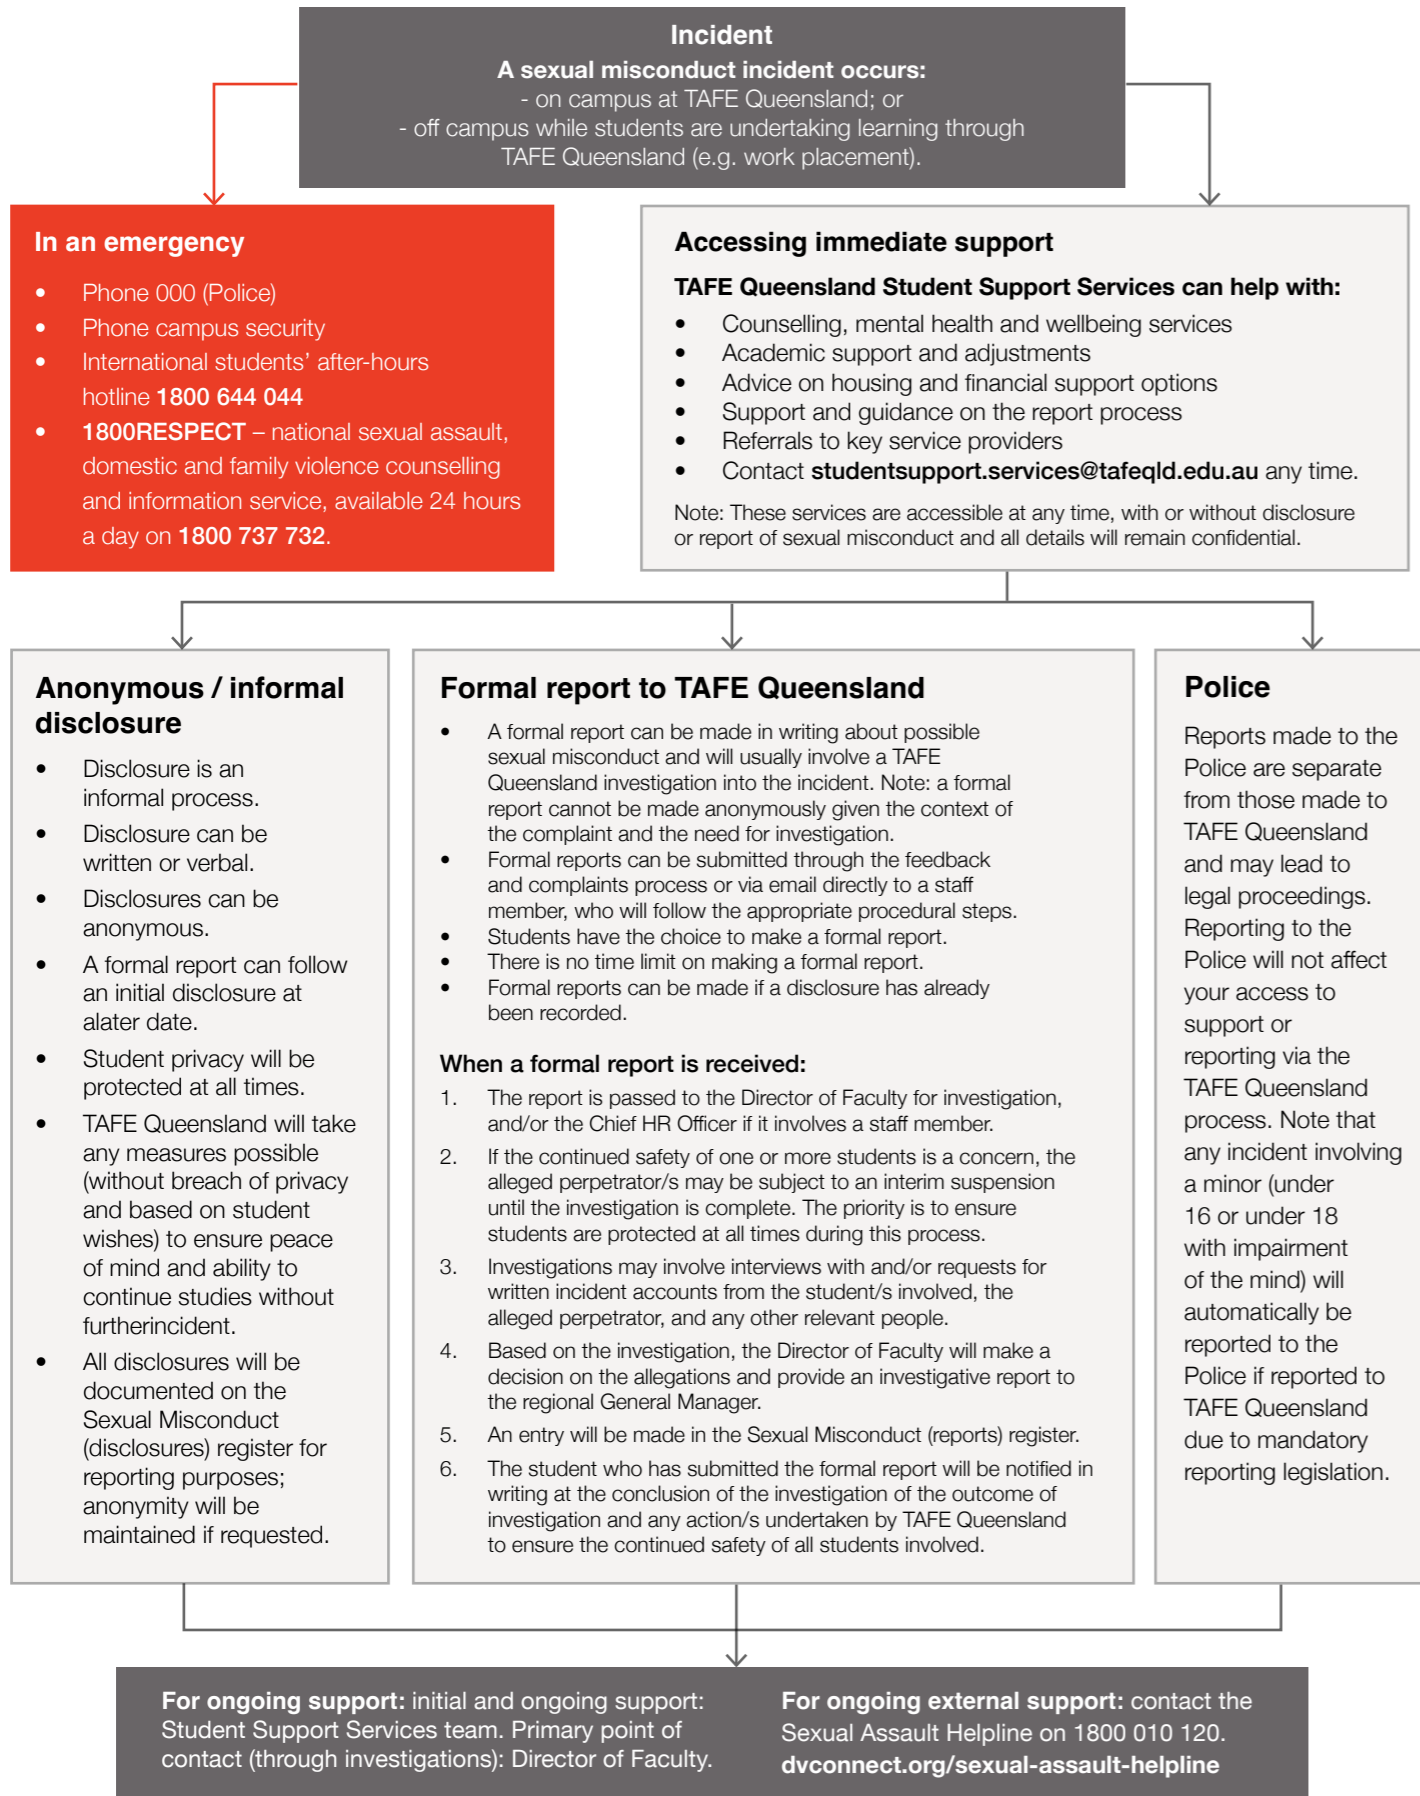 Incident
A sexual misconduct incident occurs:
- on campus at TAFE Queensland; or
- off campus while students are undertaking learning through
TAFE Queensland (e.g. work placement).
In an emergency
• Phone 000 (Police)
• Phone campus security
• International students’ after-hours
hotline 1800 644 044
• 1800RESPECT – national sexual assault,
domestic and family violence counselling
and information service, available 24 hours
a day on 1800 737 732.
Accessing immediate support
TAFE Queensland Student Support Services can help with:
• Counselling, mental health and wellbeing services
• Academic support and adjustments
• Advice on housing and financial support options
• Support and guidance on the report process
• Referrals to key service providers
• Contact studentsupport.services@tafeqld.edu.au any time.
Note: These services are accessible at any time, with or without disclosure
or report of sexual misconduct and all details will remain confidential.
Anonymous / informal
disclosure
• Disclosure is an
informal process.
• Disclosure can be
written or verbal.
• Disclosures can be
anonymous.
• A formal report can follow
an initial disclosure at
alater date.
• Student privacy will be
protected at all times.
• TAFE Queensland will take
any measures possible
(without breach of privacy
and based on student
wishes) to ensure peace
of mind and ability to
continue studies without
furtherincident.
• All disclosures will be
documented on the
Sexual Misconduct
(disclosures) register for
reporting purposes;
anonymity will be
maintained if requested.
Formal report to TAFE Queensland
• A formal report can be made in writing about possible
sexual misconduct and will usually involve a TAFE
Queensland investigation into the incident. Note: a formal
report cannot be made anonymously given the context of
the complaint and the need for investigation.
• Formal reports can be submitted through the feedback
and complaints process or via email directly to a staff
member, who will follow the appropriate procedural steps.
• Students have the choice to make a formal report.
• There is no time limit on making a formal report.
• Formal reports can be made if a disclosure has already
been recorded.
When a formal report is received:
1. The report is passed to the Director of Faculty for investigation,
and/or the Chief HR Officer if it involves a staff member.
2. If the continued safety of one or more students is a concern, the
alleged perpetrator/s may be subject to an interim suspension
until the investigation is complete. The priority is to ensure
students are protected at all times during this process.
3. Investigations may involve interviews with and/or requests for
written incident accounts from the student/s involved, the
alleged perpetrator, and any other relevant people.
4. Based on the investigation, the Director of Faculty will make a
decision on the allegations and provide an investigative report to
the regional General Manager.
5. An entry will be made in the Sexual Misconduct (reports) register.
6. The student who has submitted the formal report will be notified in
writing at the conclusion of the investigation of the outcome of
investigation and any action/s undertaken by TAFE Queensland
to ensure the continued safety of all students involved.
Police
Reports made to the
Police are separate
from those made to
TAFE Queensland
and may lead to
legal proceedings.
Reporting to the
Police will not affect
your access to
support or
reporting via the
TAFE Queensland
process. Note that
any incident involving
a minor (under
16 or under 18
with impairment
of the mind) will
automatically be
reported to the
Police if reported to
TAFE Queensland
due to mandatory
reporting legislation.
For ongoing support: initial and ongoing support:
Student Support Services team. Primary point of
contact (through investigations): Director of Faculty.
For ongoing external support: contact the
Sexual Assault Helpline on 1800 010 120.
dvconnect.org/sexual-assault-helpline